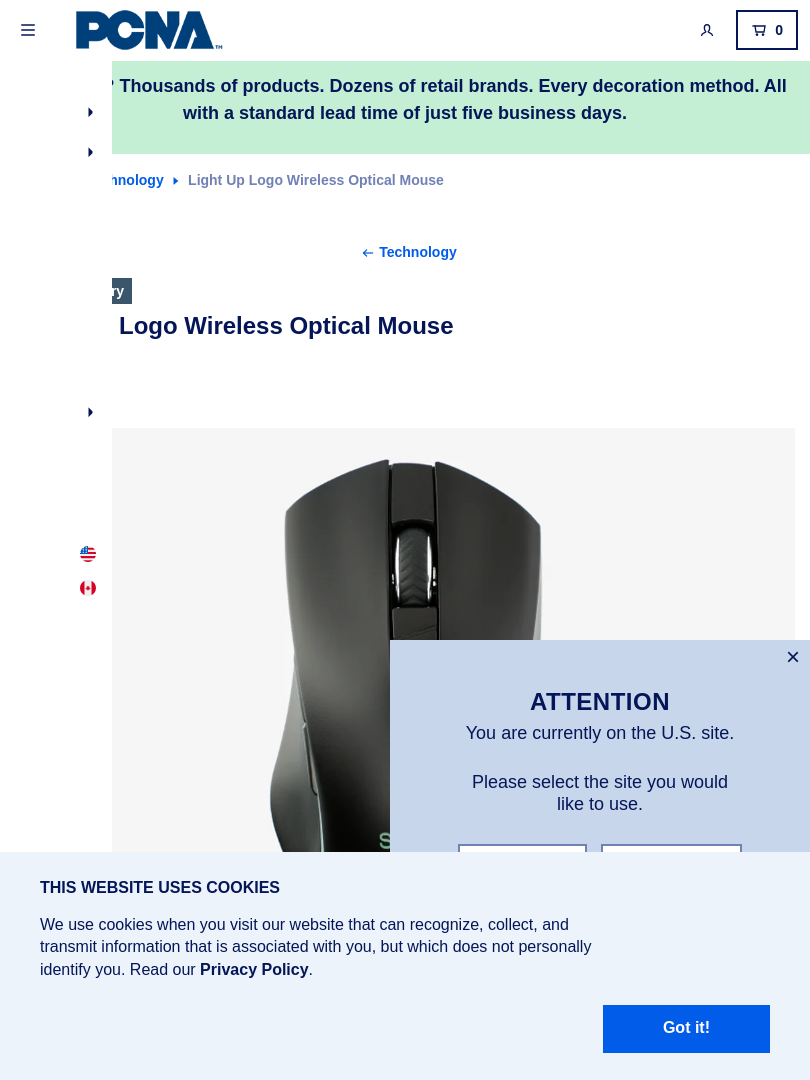 PCNA™
0
? Thousands of products. Dozens of retail brands. Every decoration method. All
with a standard lead time of just five business days.
Light Up Logo Wireless Optical Mouse
Technology
Logo Wireless Optical Mouse
ATTENTION
You are currently on the U.S. site.
Please select the site you would
like to use.
THIS WEBSITE USES COOKIES
We use cookies when you visit our website that can recognize, collect, and
transmit information that is associated with you, but which does not personally
identify you. Read our Privacy Policy.
Got it!